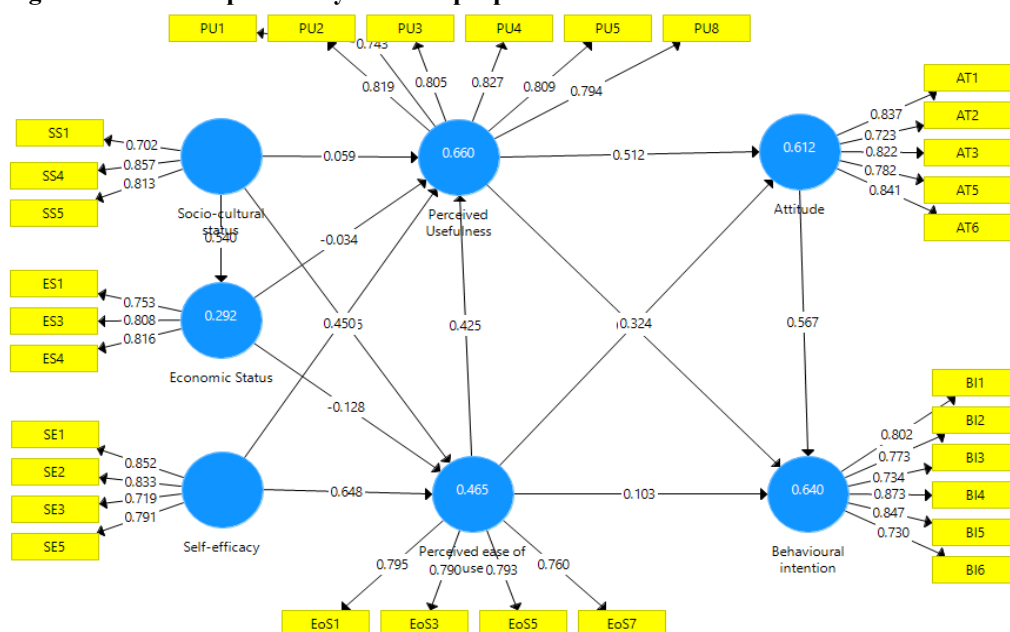 PU1 PU2 PU3 PU4 PU5 PU8
-0.743
0.819 0.805 0.827 0.809 0.794
AT1
AT2
AT3
AT5
AT6
0.837
0.723
0.822
0.782
0.841
SS1
SS4
SS5
0.702
0.857
0.813
0.059
0.660
0.512
0.612
Socio-cultural
status
0.540
Perceived
Usefulness
Attitude
-0.034
ES1
ES3
ES4
0.753
0.808
0.816
0.292
0.450
0.425
0.324
0.567
Economic Status
-0.128
BI1
BI2
BI3
BI4
BI5
BI6
0.802
0.773
0.734
0.873
0.847
0.730
SE1
SE2
SE3
SE5
0.852
0.833
0.719
0.791
0.648
0.465
0.103
0.640
Self-efficacy
Perceived ease of
use
Behavioural
intention
0.795 0.790 0.793 0.760
EoS1 EoS3 EoS5 EoS7